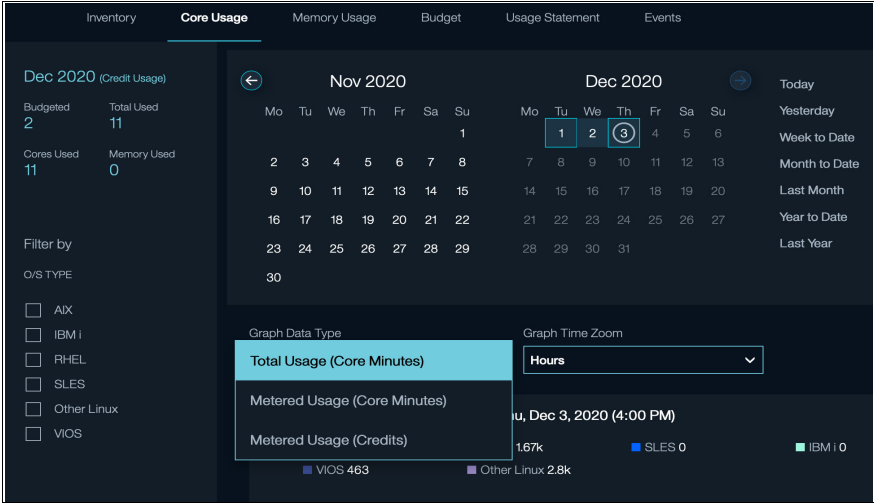 Inventory Core Usage Memory Usage Budget Usage Statement Events
Dec 2020 (Credit Usage)
Budgeted Total Used
2 11
Cores Used Memory Used
11 0
Filter by
O/S TYPE
AIX
IBM i
RHEL
SLES
Other Linux
VIOS
Nov 2020
Mo Tu We Th Fr Sa Su
1
2 3 4 5 6 7 8
9 10 11 12 13 14 15
16 17 18 19 20 21 22
23 24 25 26 27 28 29
30
Dec 2020
Mo Tu We Th Fr Sa Su
1 2 3 4 5 6
7 8 9 10 11 12 13
14 15 16 17 18 19 20
21 22 23 24 25 26 27
28 29 30 31
Today
Yesterday
Week to Date
Month to Date
Last Month
Year to Date
Last Year
Graph Data Type
Total Usage (Core Minutes)
Metered Usage (Core Minutes)
Metered Usage (Credits)
Graph Time Zoom
Hours
Dec 3, 2020 (4:00 PM)
1.67k SLES 0 IBM i 0
VIOS 463 Other Linux 2.8k